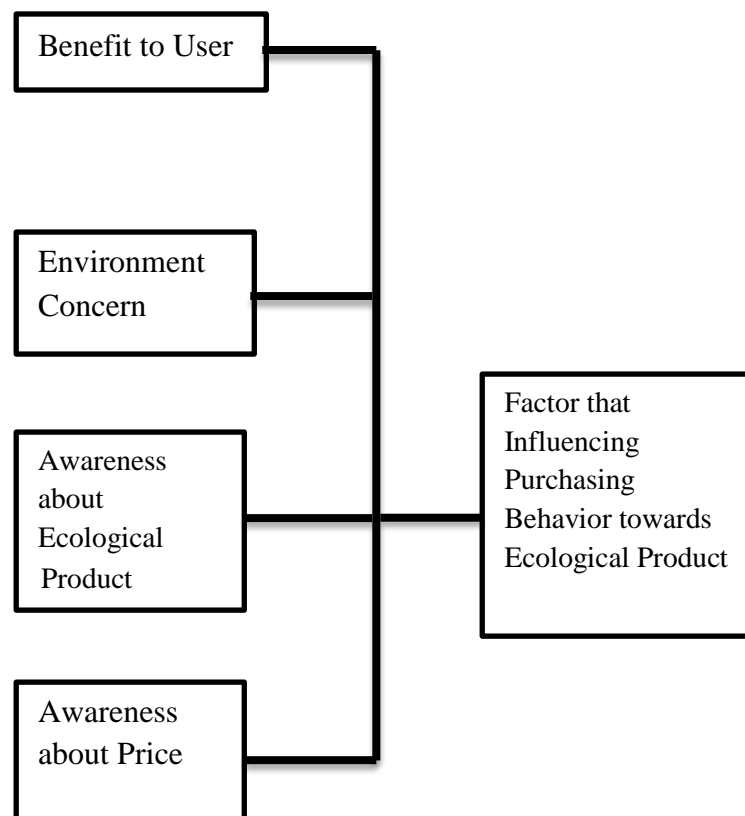 Benefit to User
Environment
Concern
Awareness
about
Ecological
Product
Awareness
about Price
Factor that
Influencing
Purchasing
Behavior towards
Ecological Product